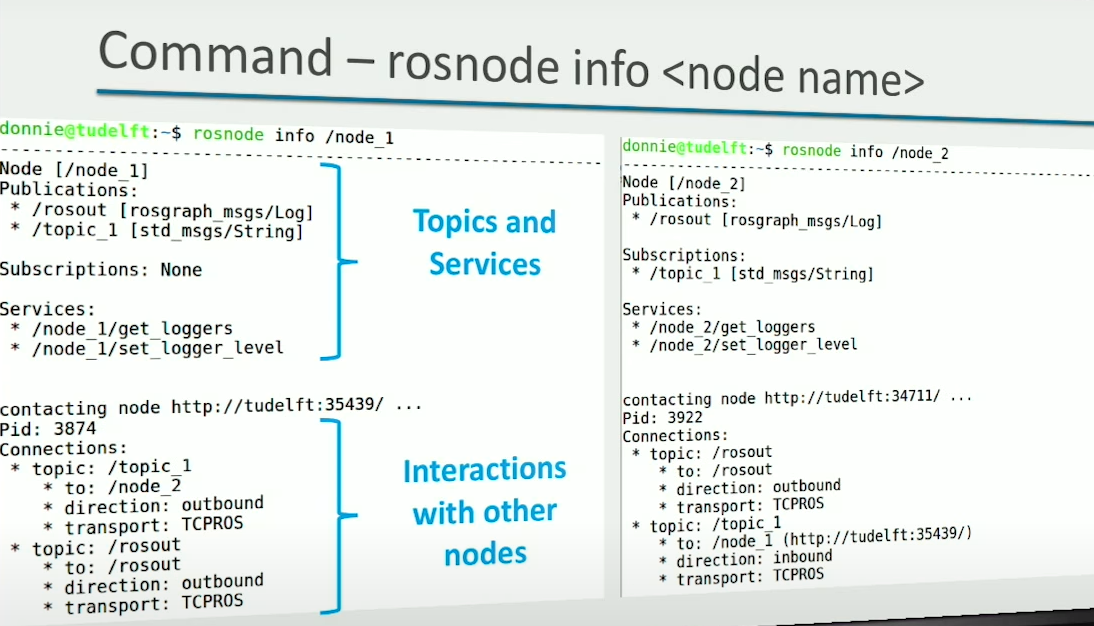 Command – rosnode info <node name>
donnie@tudelft:~$ rosnode info /node_1
--------------------------------------------------------------------------------
Node [/node_1]
Publications:
 * /rosout [rosgraph_msgs/Log]
 * /topic_1 [std_msgs/String]

Subscriptions: None

Services:
 * /node_1/get_loggers
 * /node_1/set_logger_level

contacting node http://tudelft:35439/ ...
Pid: 3874
Connections:
 * topic: /topic_1
    * to: /node_2
    * direction: outbound
    * transport: TCPROS
 * topic: /rosout
    * to: /rosout
    * direction: outbound
    * transport: TCPROS
Topics and
Services
Interactions
with other
nodes
donnie@tudelft:~$ rosnode info /node_2
--------------------------------------------------------------------------------
Node [/node_2]
Publications:
 * /rosout [rosgraph_msgs/Log]

Subscriptions:
 * /topic_1 [std_msgs/String]

Services:
 * /node_2/get_loggers
 * /node_2/set_logger_level

contacting node http://tudelft:34711/ ...
Pid: 3922
Connections:
 * topic: /rosout
    * to: /rosout
    * direction: outbound
    * transport: TCPROS
 * topic: /topic_1
    * to: /node_1 (http://tudelft:35439/)
    * direction: inbound
    * transport: TCPROS